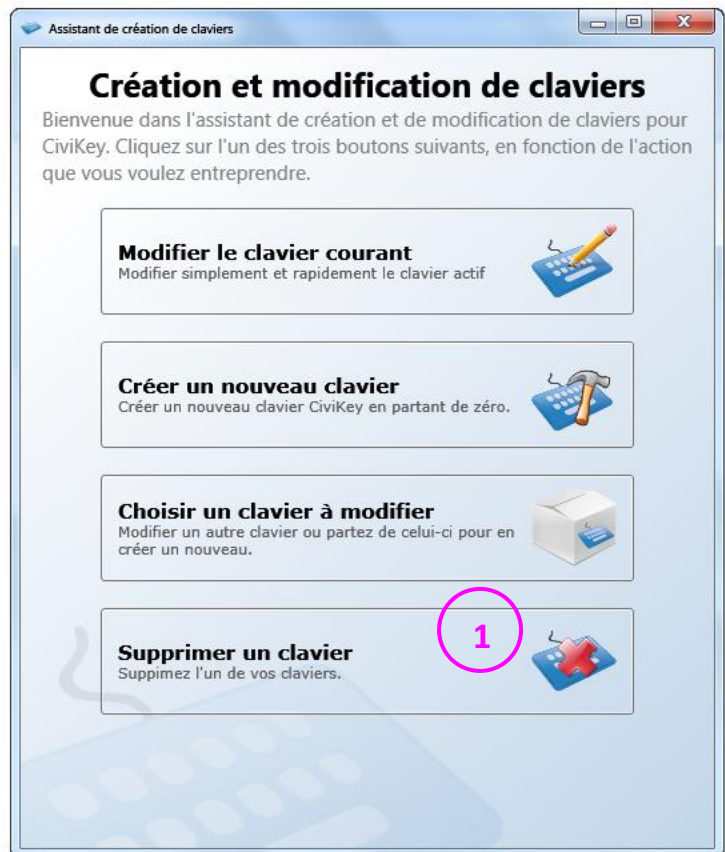 Assistant de création de claviers
Création et modification de claviers
Bienvenue dans l'assistant de création et de modification de claviers pour
CiviKey. Cliquez sur l'un des trois boutons suivants, en fonction de l'action
que vous voulez entreprendre.
Modifier le clavier courant
Modifier simplement et rapidement le clavier actif
Créer un nouveau clavier
Créer un nouveau clavier CiviKey en partant de zéro.
Choisir un clavier à modifier
Modifier un autre clavier ou partez de celui-ci pour en
créer un nouveau.
1
Supprimer un clavier
Suppimez l'un de vos claviers.